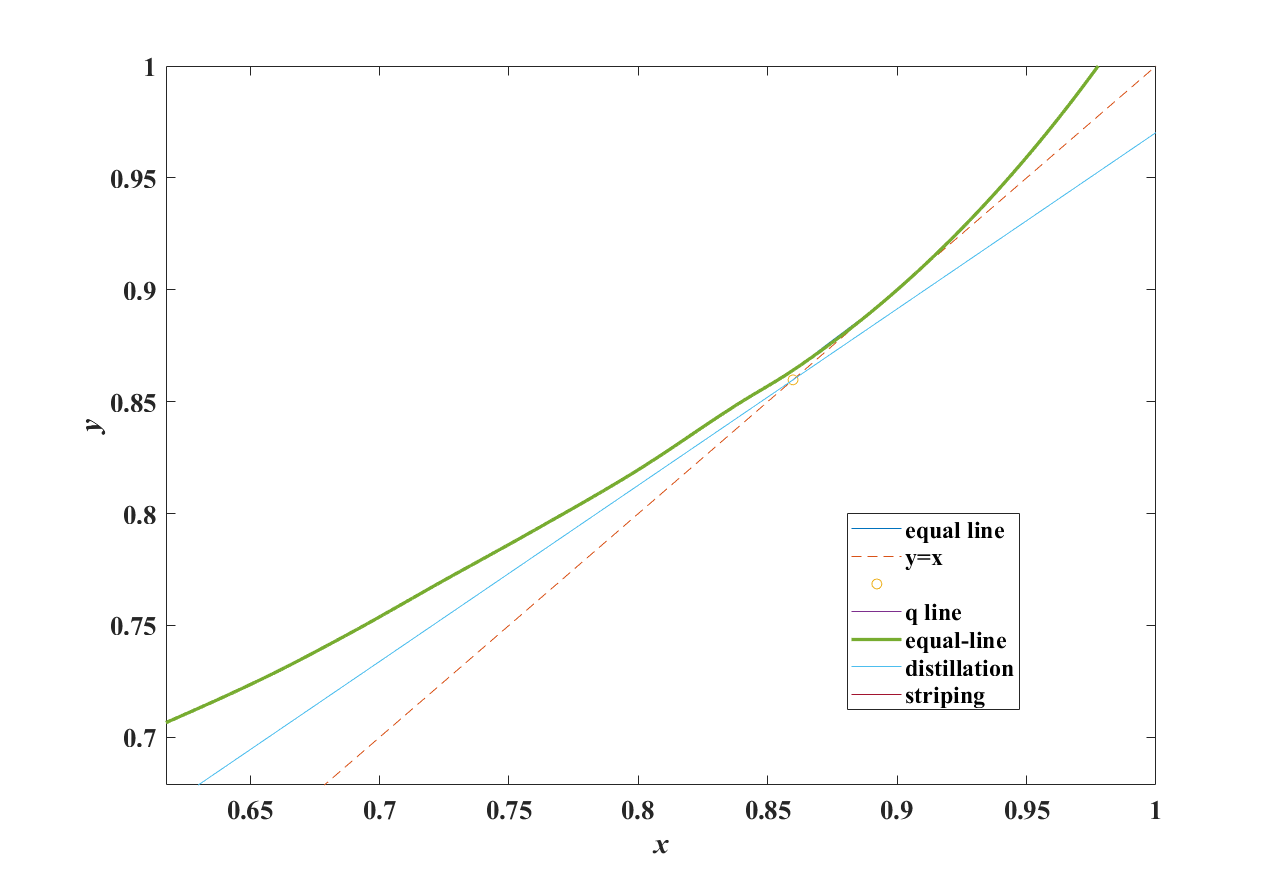 1
0.95
0.9
0.85
0.8
0.75
0.7
y
equal line
y=x
q line
equal-line
distillation
striping
0.65 0.7 0.75 0.8 0.85 0.9 0.95 1
x